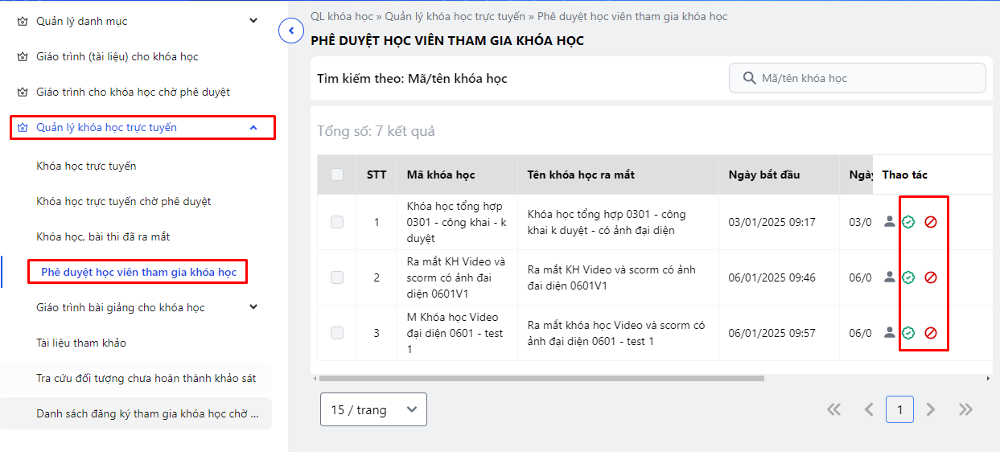 Quản lý danh mục
Giáo trình (tài liệu) cho khóa học
Giáo trình cho khóa học chờ phê duyệt
Quản lý khóa học trực tuyến
Khóa học trực tuyến
Khóa học trực tuyến chờ phê duyệt
Khóa học, bài thi đã ra mắt
Phê duyệt học viên tham gia khóa học
Giáo trình bài giảng cho khóa học
Tài liệu tham khảo
Tra cứu đối tượng chưa hoàn thành khảo sát
Danh sách đăng ký tham gia khóa học chờ ...
QL khóa học » Quản lý khóa học trực tuyến » Phê duyệt học viên tham gia khóa học
PHÊ DUYỆT HỌC VIÊN THAM GIA KHÓA HỌC
Tìm kiếm theo: Mã/tên khóa học
Mã/tên khóa học
Tổng số: 7 kết quả
STT Mã khóa học Tên khóa học ra mắt Ngày bắt đầu Ngày Thao tác
1
Khóa học tổng hợp
0301 - công khai - k
duyệt
Khóa học tổng hợp 0301 - công
khai k duyệt - có ảnh đại diện
03/01/2025 09:17
03/0
2
Ra mắt KH Video và
scorm có ảnh đai
diện 0601V1
Ra mắt KH Video và scorm có ảnh
đai diện 0601V1
06/01/2025 09:46
06/0
3
M Khóa học Video
đại diện 0601 - test
1
Ra mắt khóa học Video và scorm có
ảnh đại diện 0601 - test 1
06/01/2025 09:57
06/0
15 / trang
1